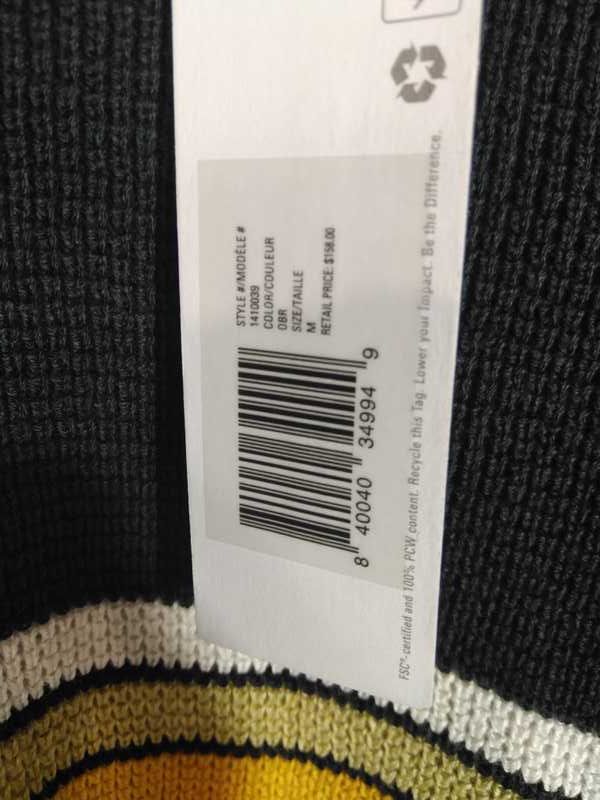 STYLE #/MODÈLE #
1410039
COLOR/COULEUR
OBR
SIZE/TAILLE
M
RETAIL PRICE: $158.00
8 40040 34994 9
FSC®-certified and 100% PCW content. Recycle this Tag. Lower your Impact. Be the Difference.